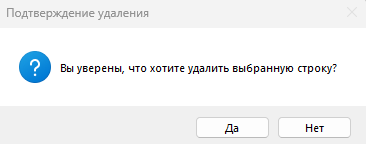 Подтверждение удаления
Вы уверены, что хотите удалить выбранную строку?
Да
Нет